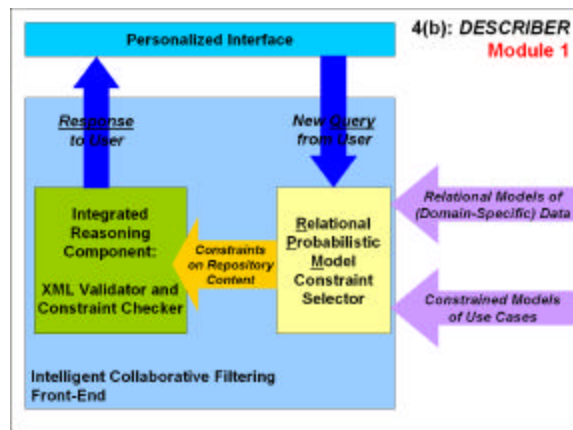 4(b): DESCRIBER
Module 1
Personalized Interface
Response
to User
New Query
from User
Integrated
Reasoning
Component:
XML Validator and
Constraint Checker
Constraints
on Repository
Content
Relational
Probabilistic
Model
Constraint
Selector
Relational Models of
(Domain-Specific) Data
Constrained Models
of Use Cases
Intelligent Collaborative Filtering
Front-End